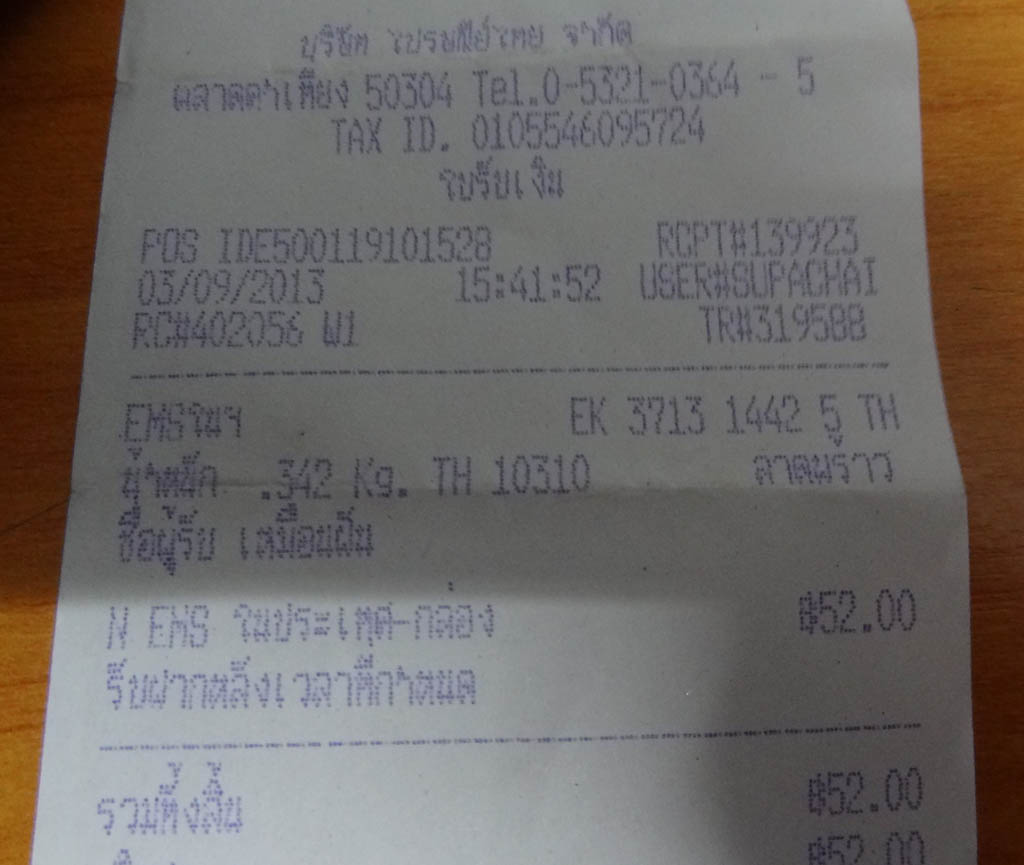 บริษัท ไปรษณีย์ไทย จำกัด
ตลาดคำเที่ยง 50304 Tel.0-5321-0364 - 5
TAX ID. 0105546095724
ใบรับเงิน
POS IDE500119101528 RCPT#139923
03/09/2013 15:41:52 USER#SUPACHAI
RC#402056 W1 TR#319588
EMSในฯ EK 3713 1442 5 TH
น้ำหนัก .342 Kg. TH 10310 ลาดพร้าว
ชื่อผู้รับ เหมือนฝัน
N EMS ในประเทศ-กล่อง ฿52.00
รับฝากหลังเวลาที่กำหนด
รวมทั้งสิ้น ฿52.00
฿52.00